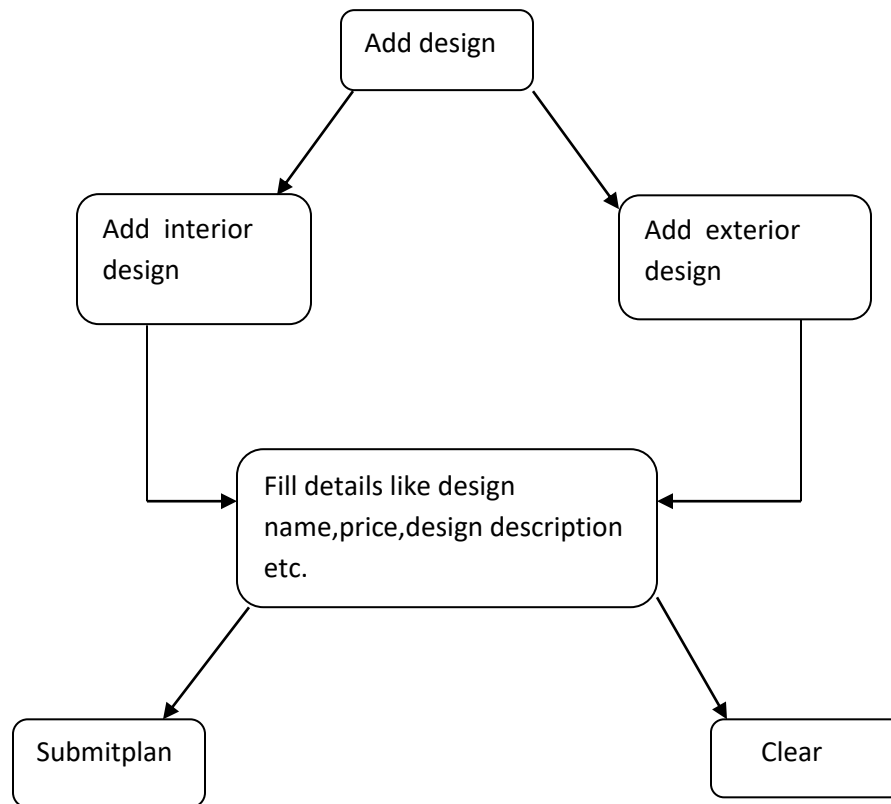 Add design
Add  interior
design
Add  exterior
design
Fill details like design
name,price,design description
etc.
Submitplan
Clear